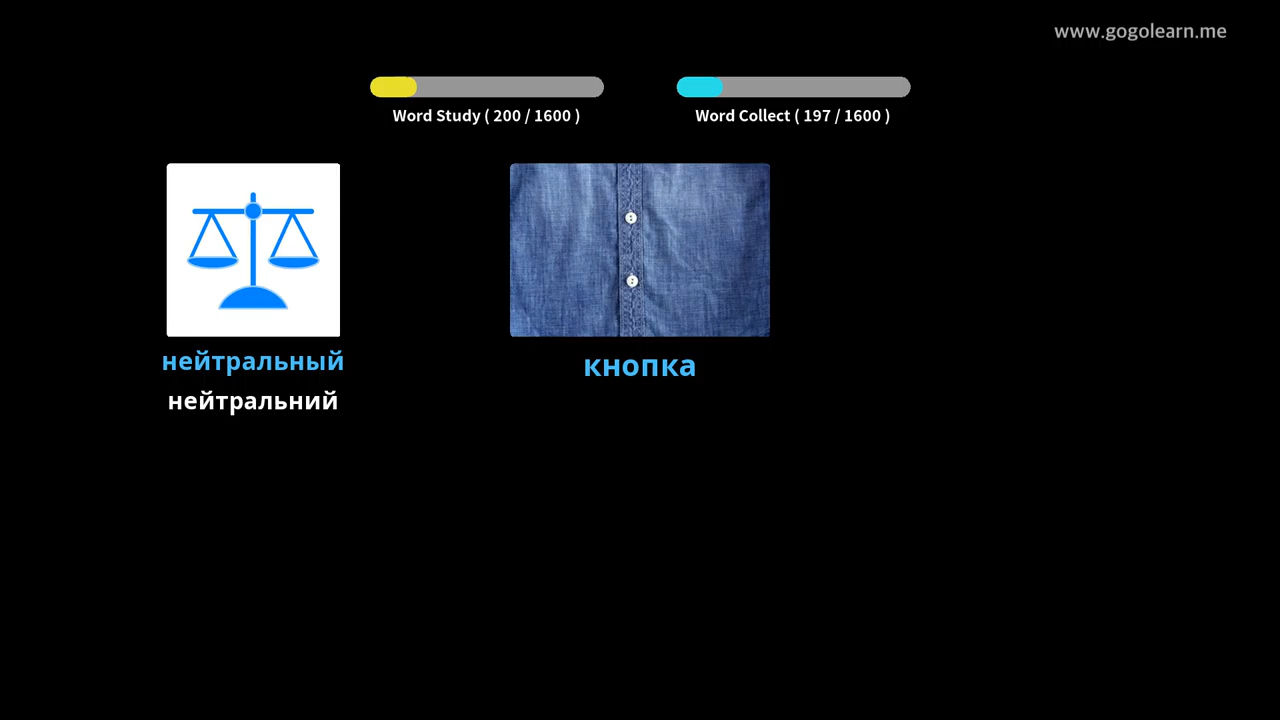 www.gogolearn.me
Word Study ( 200 / 1600 )
Word Collect ( 197 / 1600 )
нейтральный
нейтральний
кнопка